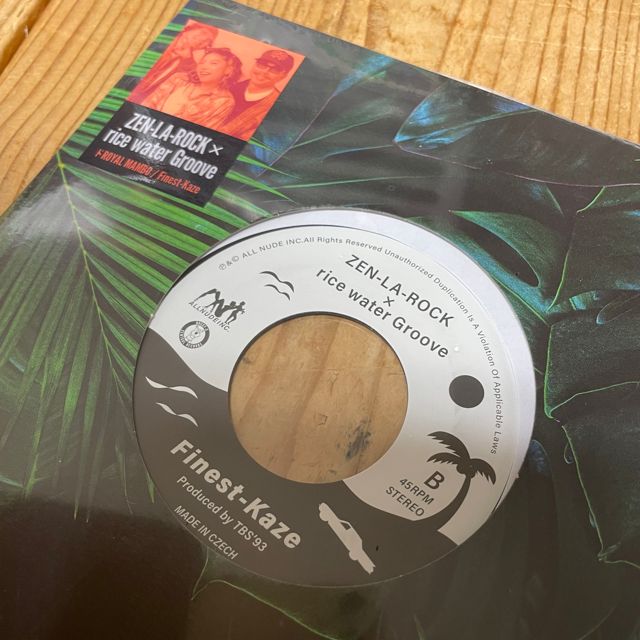 ZEN-LA-ROCK ×
rice water Groove
I-ROYAL MAMBO / Finest-Kaze
℗&© ALL NUDE INC.All Rights Reserved Unauthorized Duplication Is A Violation Of Applicable Laws
ZEN-LA-ROCK
×
rice water Groove
ALLNUDEINC.
B
45RPM
STEREO
Finest-Kaze
Produced by TBS'93
MADE IN CZECH